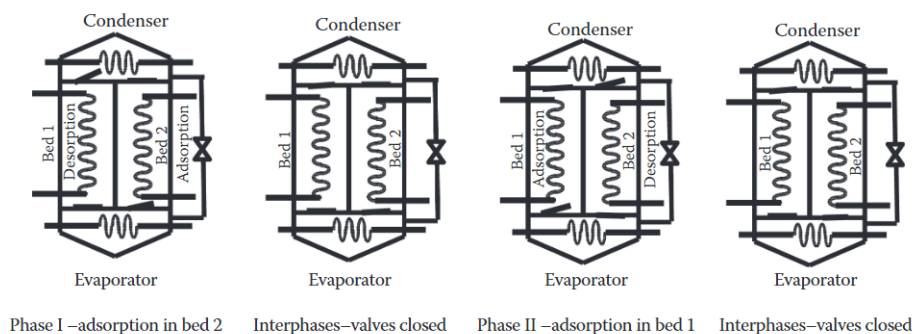 Condenser
Condenser
Condenser
Condenser
Bed 1
Desorption
Bed 2
Adsorption
Bed 1
Bed 2
Bed 1
Adsorption
Bed 2
Desorption
Bed 1
Bed 2
Evaporator
Evaporator
Evaporator
Evaporator
Phase I –adsorption in bed 2
Interphases–valves closed
Phase II –adsorption in bed 1
Interphases–valves closed